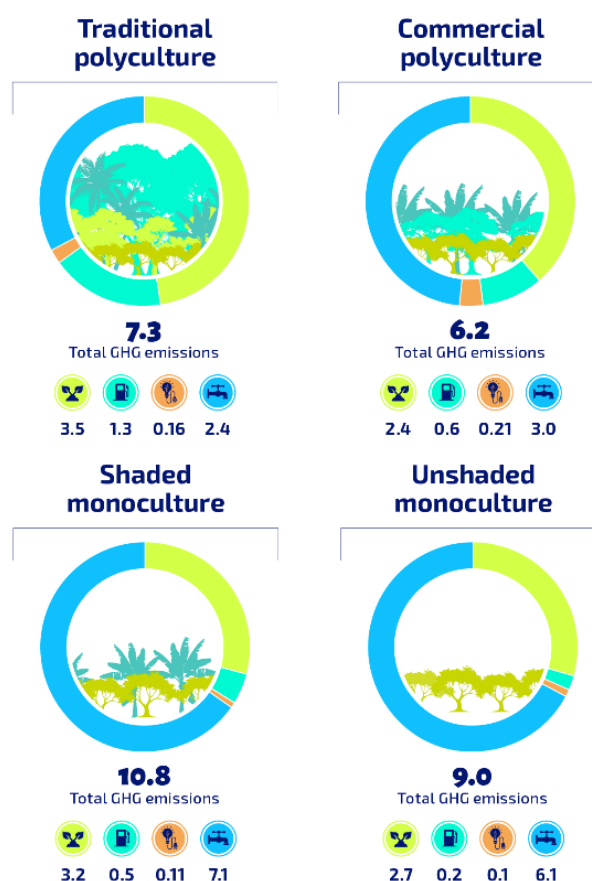 Traditional
polyculture
7.3
Total GHG emissions
3.5 1.3 0.16 2.4
Commercial
polyculture
6.2
Total GHG emissions
2.4 0.6 0.21 3.0
Shaded
monoculture
10.8
Total GHG emissions
3.2 0.5 0.11 7.1
Unshaded
monoculture
9.0
Total GHG emissions
2.7 0.2 0.1 6.1